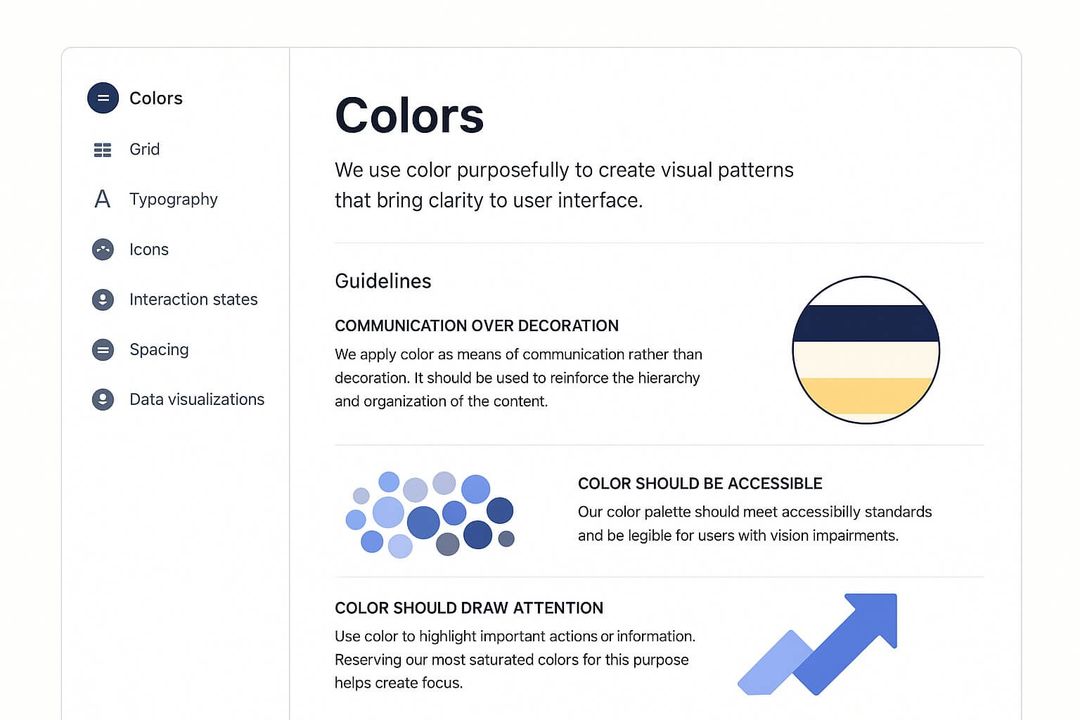 Colors
Grid
Typography
Icons
Interaction states
Spacing
Data visualizations
Colors
We use color purposefully to create visual patterns
that bring clarity to user interface.
Guidelines
COMMUNICATION OVER DECORATION
We apply color as means of communication rather than
decoration. It should be used to reinforce the hierarchy
and organization of the content.
COLOR SHOULD BE ACCESSIBLE
Our color palette should meet accessibilly standards
and be legible for users with vision impairments.
COLOR SHOULD DRAW ATTENTION
Use color to highlight important actions or information.
Reserving our most saturated colors for this purpose
helps create focus.